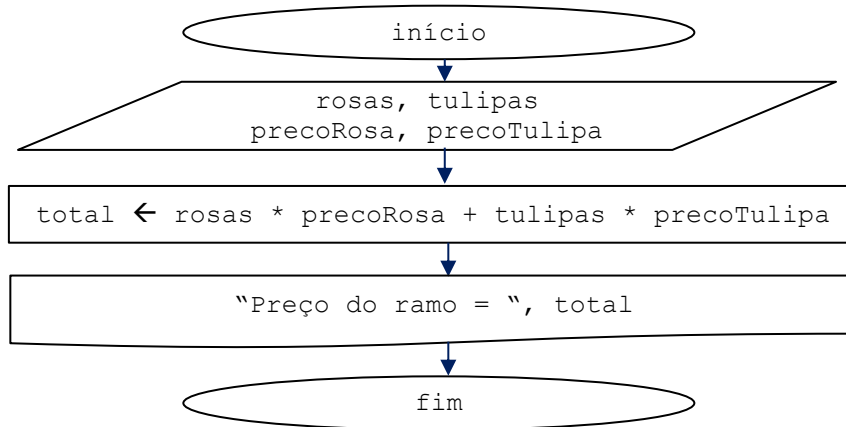 início
rosas, tulipas
precoRosa, precoTulipa
total ← rosas * precoRosa + tulipas * precoTulipa
“Preço do ramo = “, total
fim